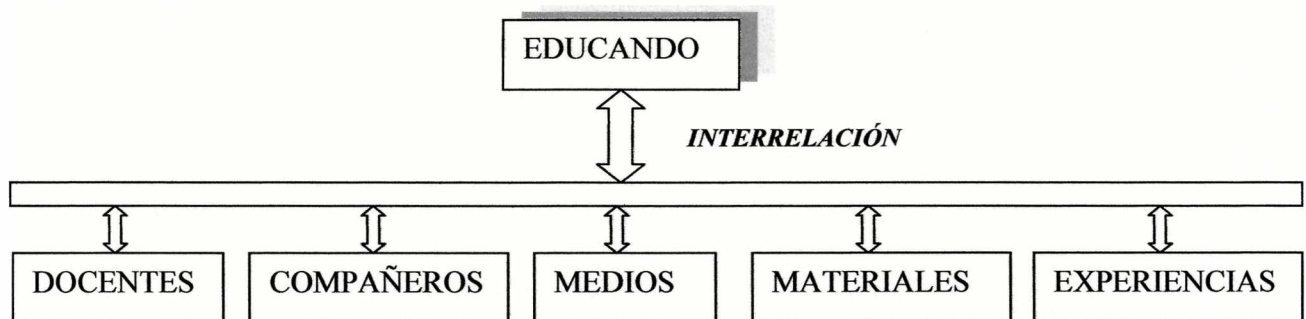 EDUCANDO
INTERRELACIÓN
DOCENTES
COMPAÑEROS
MEDIOS
MATERIALES
EXPERIENCIAS